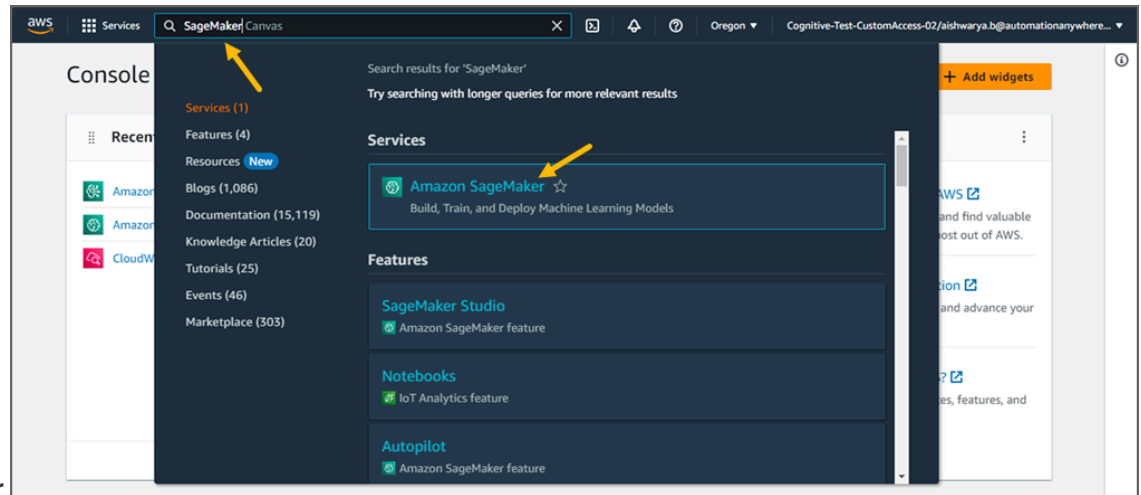 aws
Services
SageMaker Canvas
Oregon
Cognitive-Test-CustomAccess-02/aishwarya.b@automationanywhere...
Console
+ Add widgets
Search results for 'SageMaker'
Try searching with longer queries for more relevant results
Services (1)
Features (4)
Resources New
Blogs (1,086)
Documentation (15,119)
Knowledge Articles (20)
Tutorials (25)
Events (46)
Marketplace (303)
Services
Amazon SageMaker
Build, Train, and Deploy Machine Learning Models
Features
SageMaker Studio
Amazon SageMaker feature
Notebooks
IoT Analytics feature
Autopilot
Amazon SageMaker feature
Recen
Amazon
Amazon
CloudW
AWS
and find valuable
ost out of AWS.
tion
and advance your
?
es, features, and
r